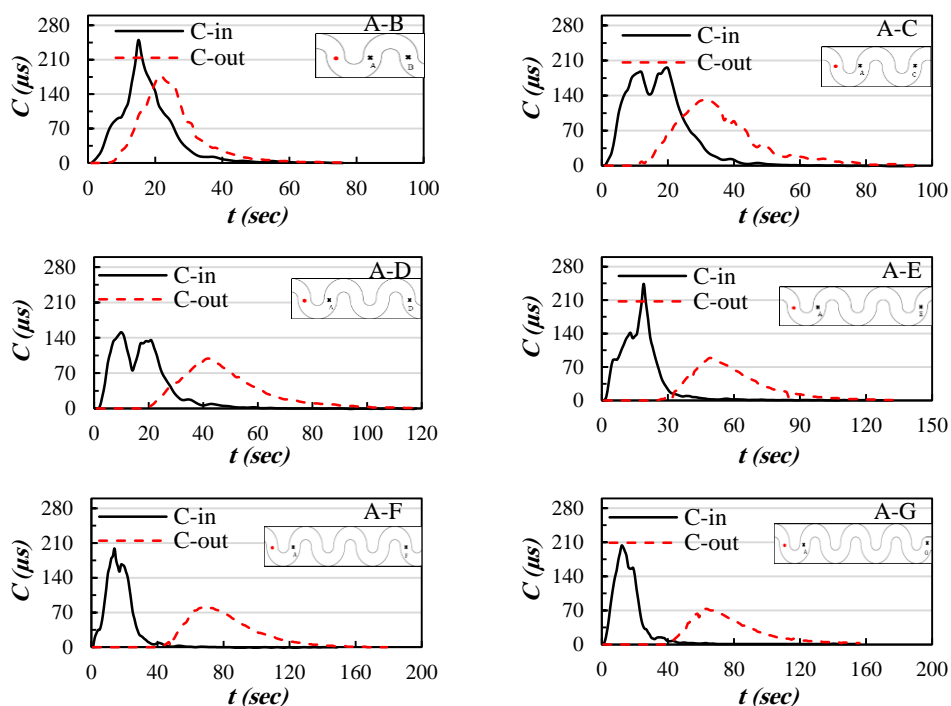 A-B
C-in
C-out
C (µs)
280
210
140
70
0
0 20 40 60 80 100
t (sec)
A B
A-C
C-in
C-out
C (µs)
280
210
140
70
0
0 20 40 60 80 100
t (sec)
A C
A-D
C-in
C-out
C (µs)
280
210
140
70
0
0 20 40 60 80 100 120
t (sec)
A D
A-E
C-in
C-out
C (µs)
280
210
140
70
0
0 30 60 90 120 150
t (sec)
A E
A-F
C-in
C-out
C (µs)
280
210
140
70
0
0 40 80 120 160 200
t (sec)
A F
A-G
C-in
C-out
C (µs)
280
210
140
70
0
0 40 80 120 160 200
t (sec)
A G